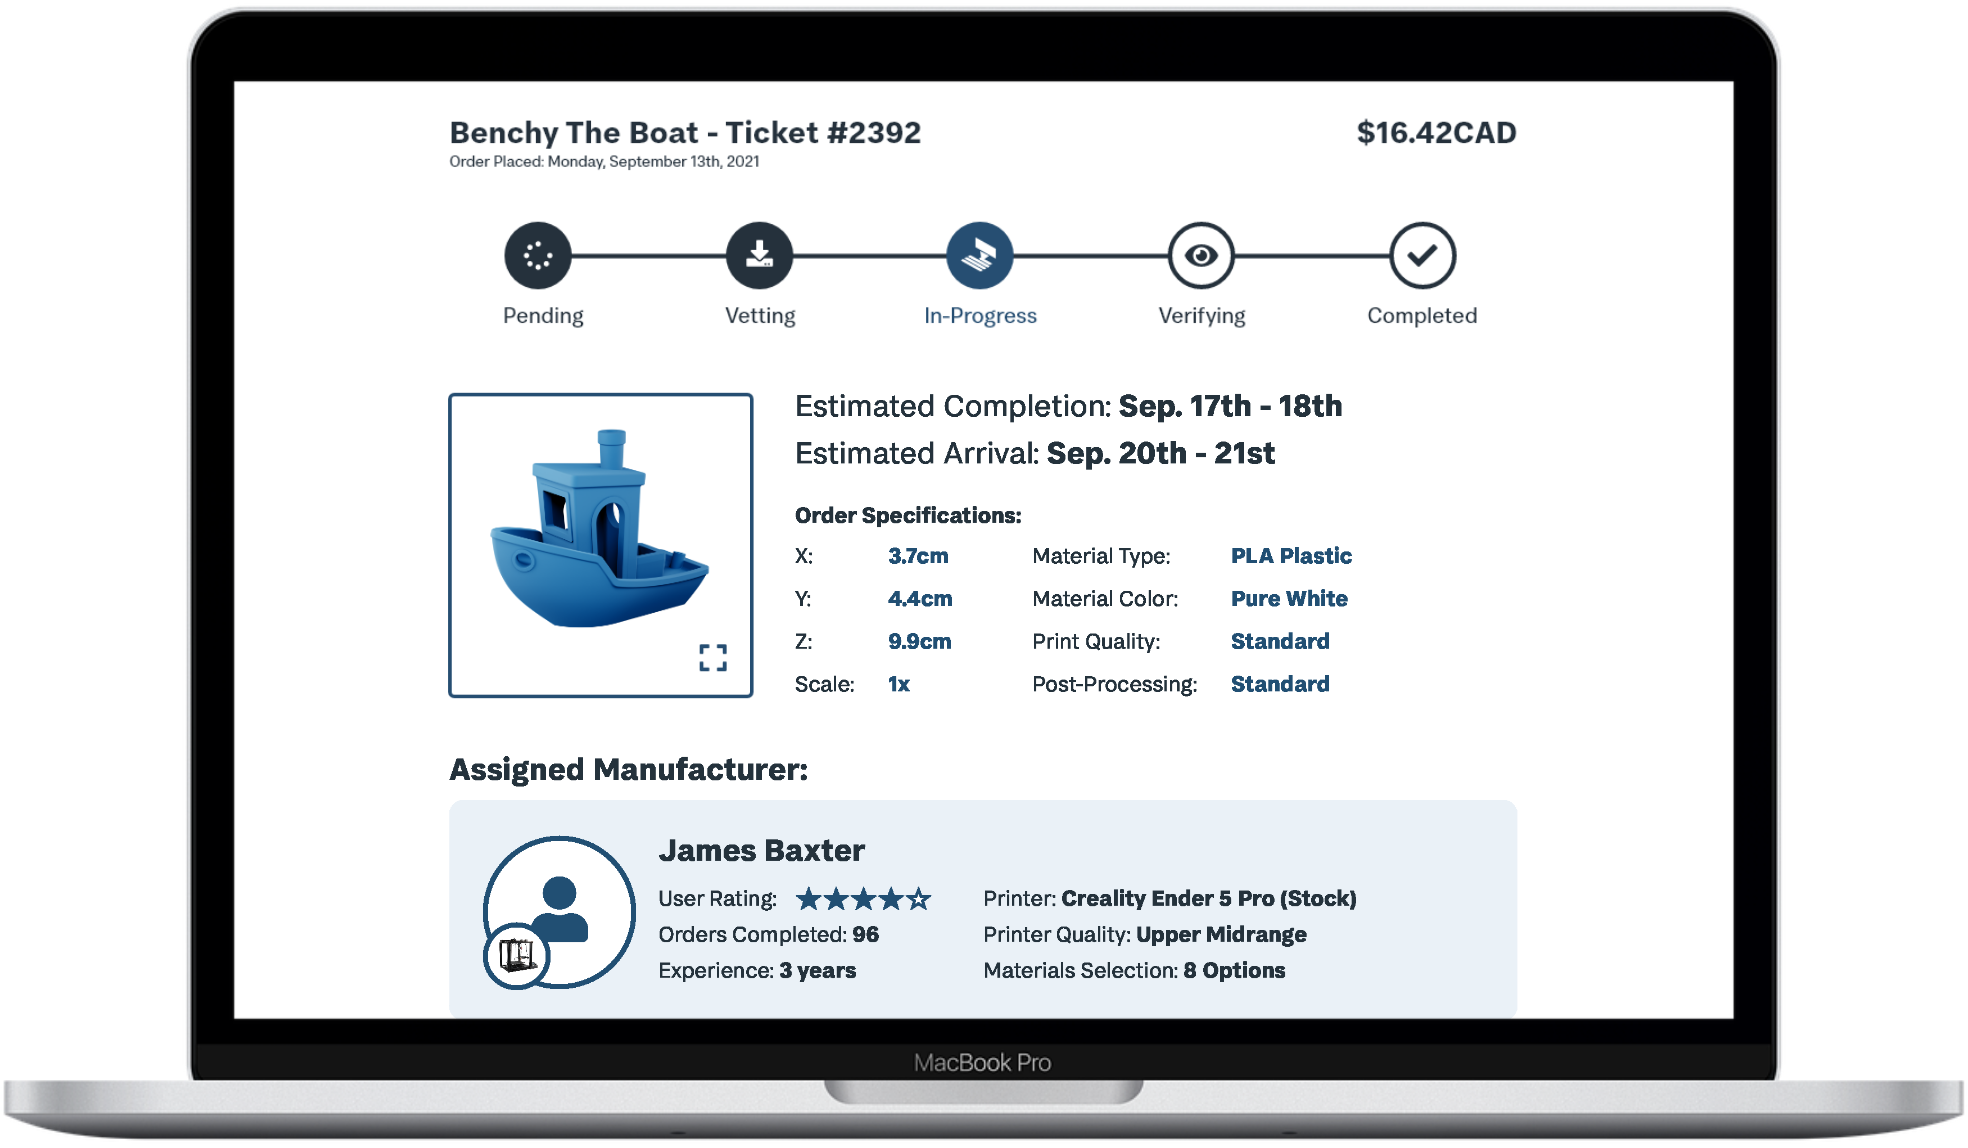 Benchy The Boat - Ticket #2392
$16.42CAD
Order Placed: Monday, September 13th, 2021
Pending
Vetting
In-Progress
Verifying
Completed
Estimated Completion: Sep. 17th - 18th
Estimated Arrival: Sep. 20th - 21st
Order Specifications:
X: 3.7cm Material Type: PLA Plastic
Y: 4.4cm Material Color: Pure White
Z: 9.9cm Print Quality: Standard
Scale: 1x Post-Processing: Standard
Assigned Manufacturer:
James Baxter
User Rating: Printer: Creality Ender 5 Pro (Stock)
Orders Completed: 96 Printer Quality: Upper Midrange
Experience: 3 years Materials Selection: 8 Options
MacBook Pro